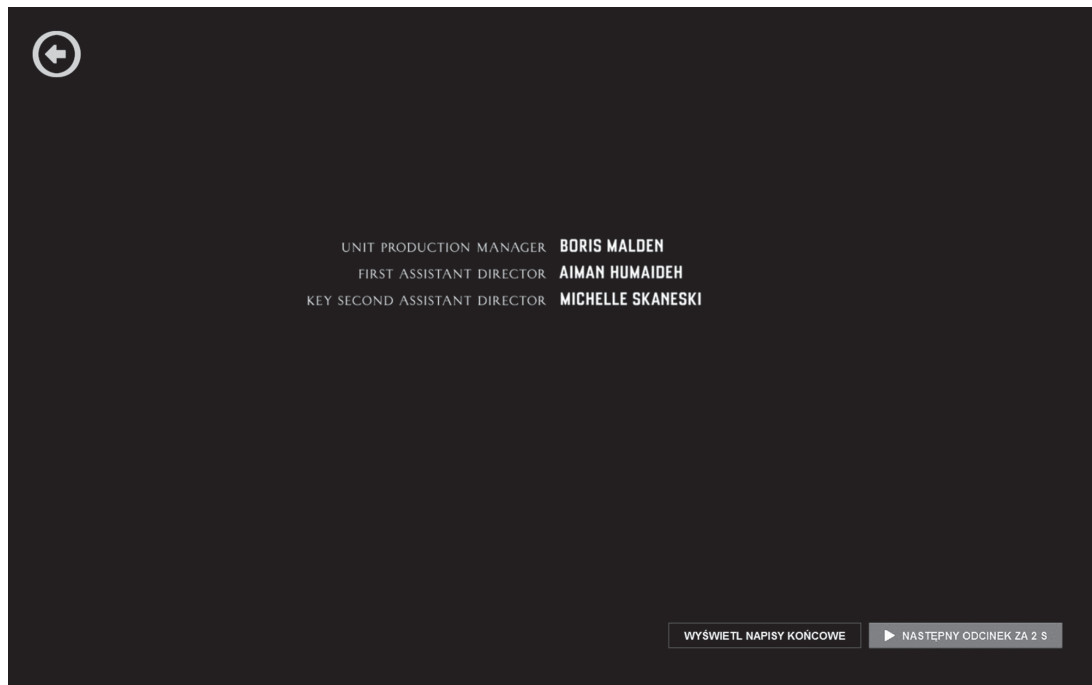 UNIT PRODUCTION MANAGER BORIS MALDEN
FIRST ASSISTANT DIRECTOR AIMAN HUMAIDEH
KEY SECOND ASSISTANT DIRECTOR MICHELLE SKANESKI
WYŚWIETL NAPISY KOŃCOWE NASTĘPNY ODCINEK ZA 2 S